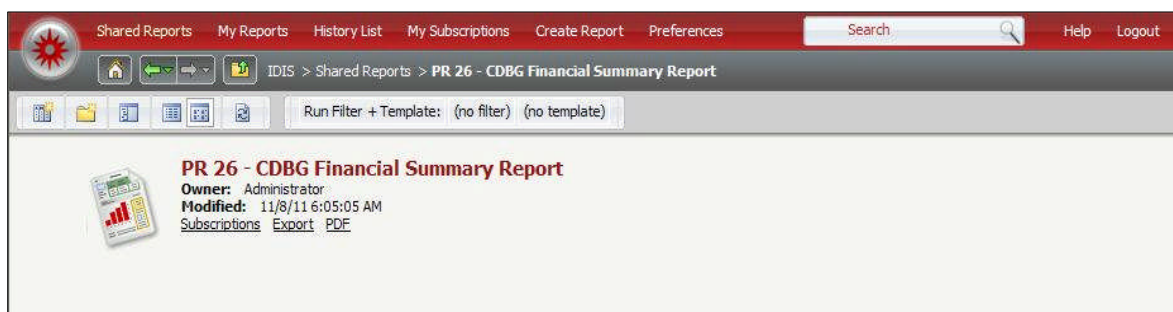 Shared Reports My Reports History List My Subscriptions Create Report Preferences Search Help Logout
IDIS > Shared Reports > PR 26 - CDBG Financial Summary Report
Run Filter + Template: (no filter) (no template)
PR 26 - CDBG Financial Summary Report
Owner: Administrator
Modified: 11/8/11 6:05:05 AM
Subscriptions Export PDF